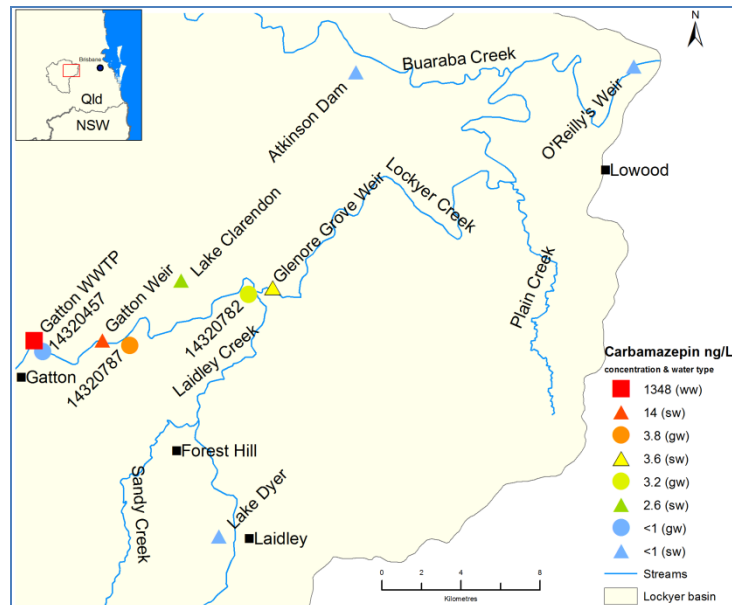 Brisbane
Qld
NSW
N
Buaraba Creek
Atkinson Dam
O'Reilly's Weir
Lowood
Lockyer Creek
Glenore Grove Weir
Lake Clarendon
Plain Creek
Gatton WWTP
14320457
Gatton Weir
14320787
14320782
Laidley Creek
Gatton
Forest Hill
Sandy Creek
Lake Dyer
Laidley
0 2 4 8
Kilometres
Carbamazepin ng/L
concentration & water type
1348 (ww)
14 (sw)
3.8 (gw)
3.6 (sw)
3.2 (gw)
2.6 (sw)
<1 (gw)
<1 (sw)
Streams
Lockyer basin